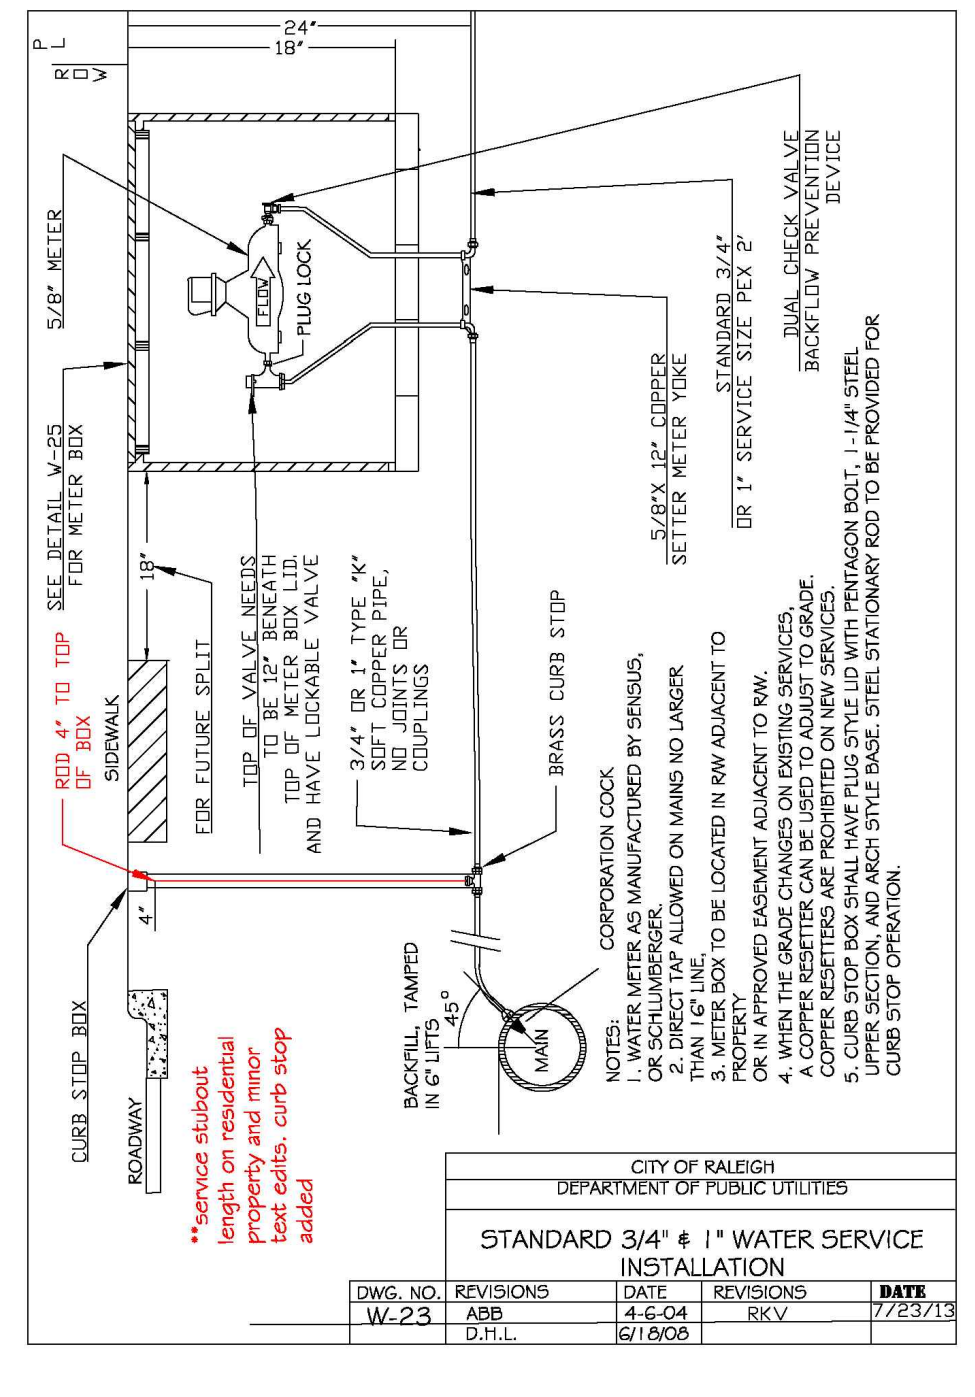 P
L
R
O
W
24"
18"
5/8" METER
SEE DETAIL W-25
FOR METER BOX
FLOW
PLUG LOCK
DUAL CHECK VALVE
BACKFLOW PREVENTION
DEVICE
STANDARD 3/4"
OR 1" SERVICE SIZE PEX 2'
5/8"X 12" COPPER
SETTER METER YOKE
18"
FOR FUTURE SPLIT
TOP OF VALVE NEEDS
TO BE 12" BENEATH
TOP OF METER BOX LID.
AND HAVE LOCKABLE VALVE
3/4" OR 1" TYPE "K"
SOFT COPPER PIPE,
NO JOINTS OR
COUPLINGS
BRASS CURB STOP
ROD 4" TO TOP
OF BOX
SIDEWALK
4"
CURB STOP BOX
ROADWAY
BACKFILL, TAMPED
IN 6" LIFTS
45°
MAIN
CORPORATION COCK
**service stubout
length on residential
property and minor
text edits. curb stop
added
NOTES:
1. WATER METER AS MANUFACTURED BY SENSUS,
OR SCHLUMBERGER.
2. DIRECT TAP ALLOWED ON MAINS NO LARGER
THAN 16" LINE,
3. METER BOX TO BE LOCATED IN R/W ADJACENT TO
PROPERTY
OR IN APPROVED EASEMENT ADJACENT TO R/W.
4. WHEN THE GRADE CHANGES ON EXISTING SERVICES,
A COPPER RESETTER CAN BE USED TO ADJUST TO GRADE.
COPPER RESETTERS ARE PROHIBITED ON NEW SERVICES.
5. CURB STOP BOX SHALL HAVE PLUG STYLE LID WITH PENTAGON BOLT, 1-1/4" STEEL
UPPER SECTION, AND ARCH STYLE BASE. STEEL STATIONARY ROD TO BE PROVIDED FOR
CURB STOP OPERATION.
CITY OF RALEIGH
DEPARTMENT OF PUBLIC UTILITIES
STANDARD 3/4" & 1" WATER SERVICE
INSTALLATION
DWG. NO. REVISIONS DATE REVISIONS DATE
W-23 ABB 4-6-04 RKV 7/23/13
D.H.L. 6/18/08